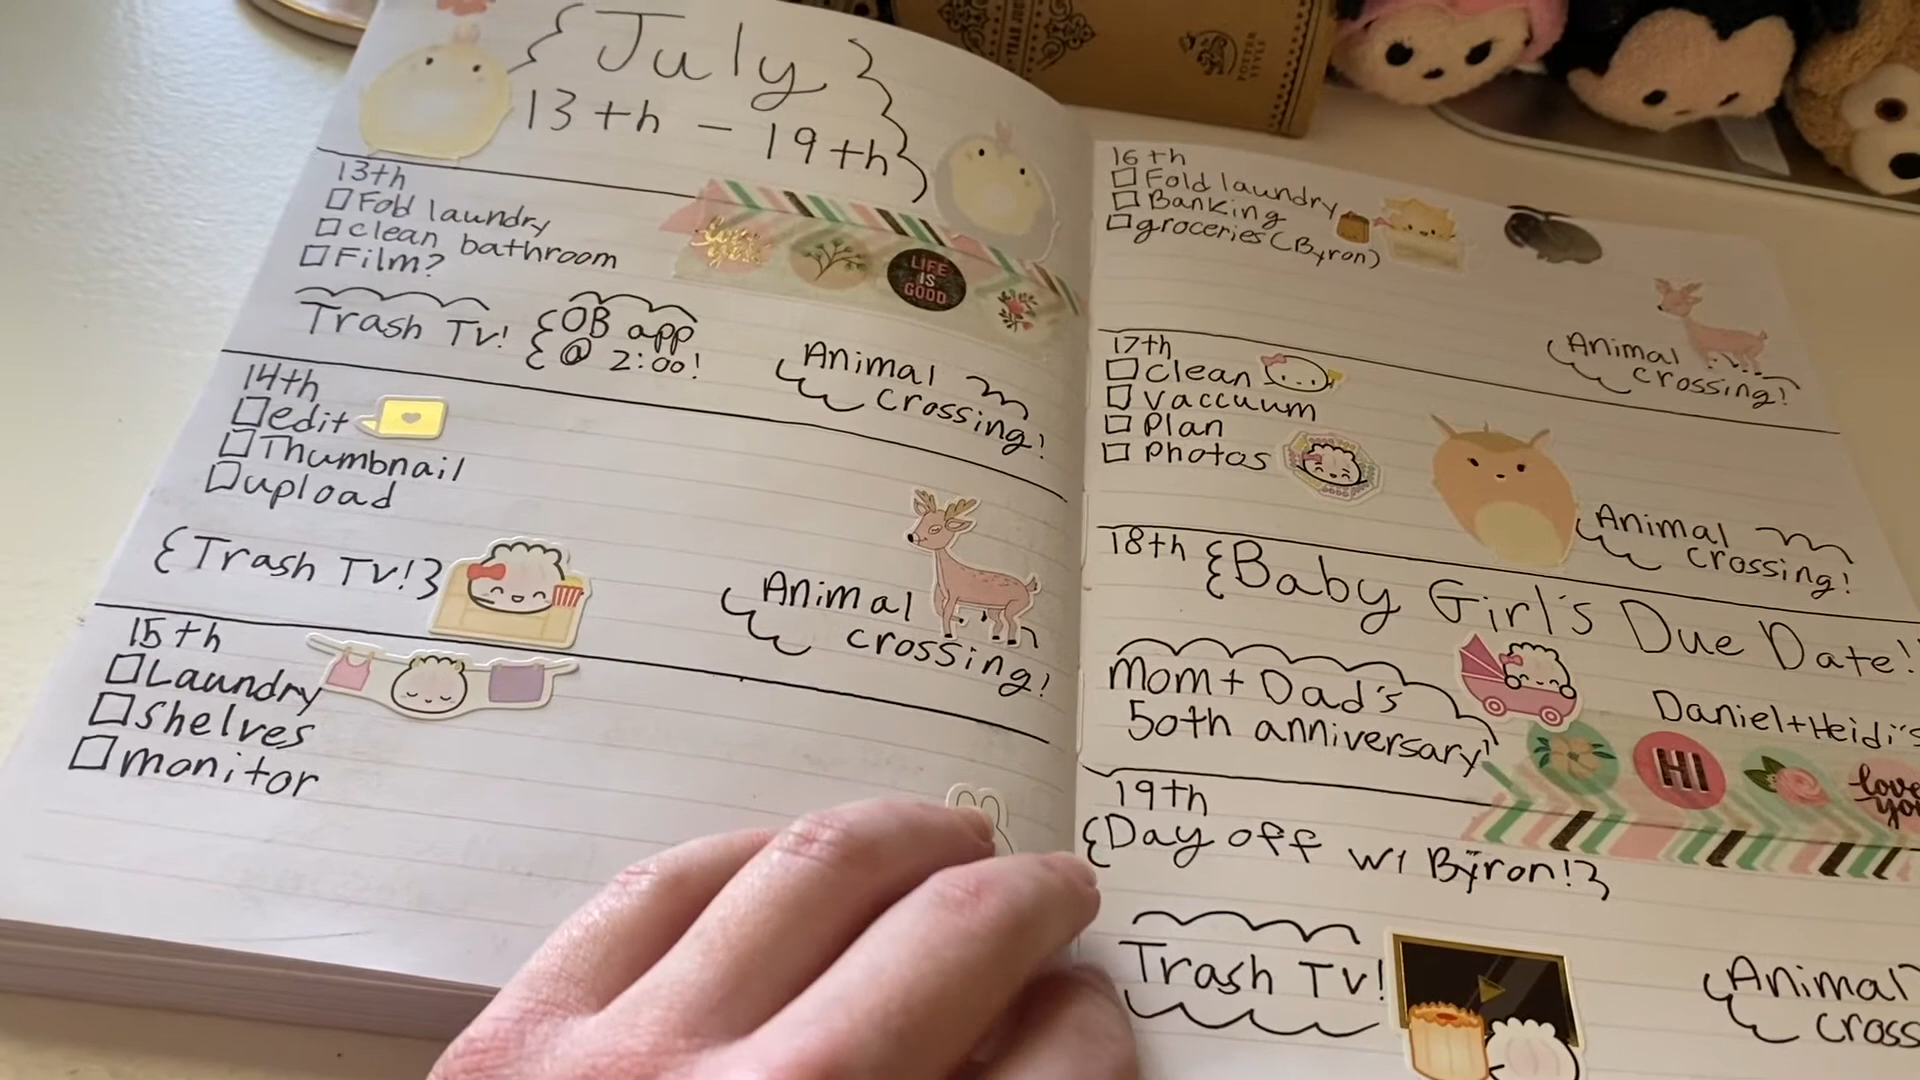 July
13th - 19th
13th
Fold laundry
clean bathroom
Film?
Trash TV!
OB app
@ 2:00!
Animal
crossing!
LIFE
IS
GOOD
14th
edit
Thumbnail
upload
{Trash TV!}
Animal
crossing!
15th
Laundry
shelves
monitor
16th
Fold laundry
Banking
groceries (Byron)
Animal
crossing!
17th
clean
vaccuum
Plan
Photos
Animal
crossing!
18th
Baby Girl's Due Date!
Mom + Dad's
50th anniversary
Daniel+Heidi's
HI
love
you
19th
{Day off w/ Byron!}
Trash TV!
Animal
cross